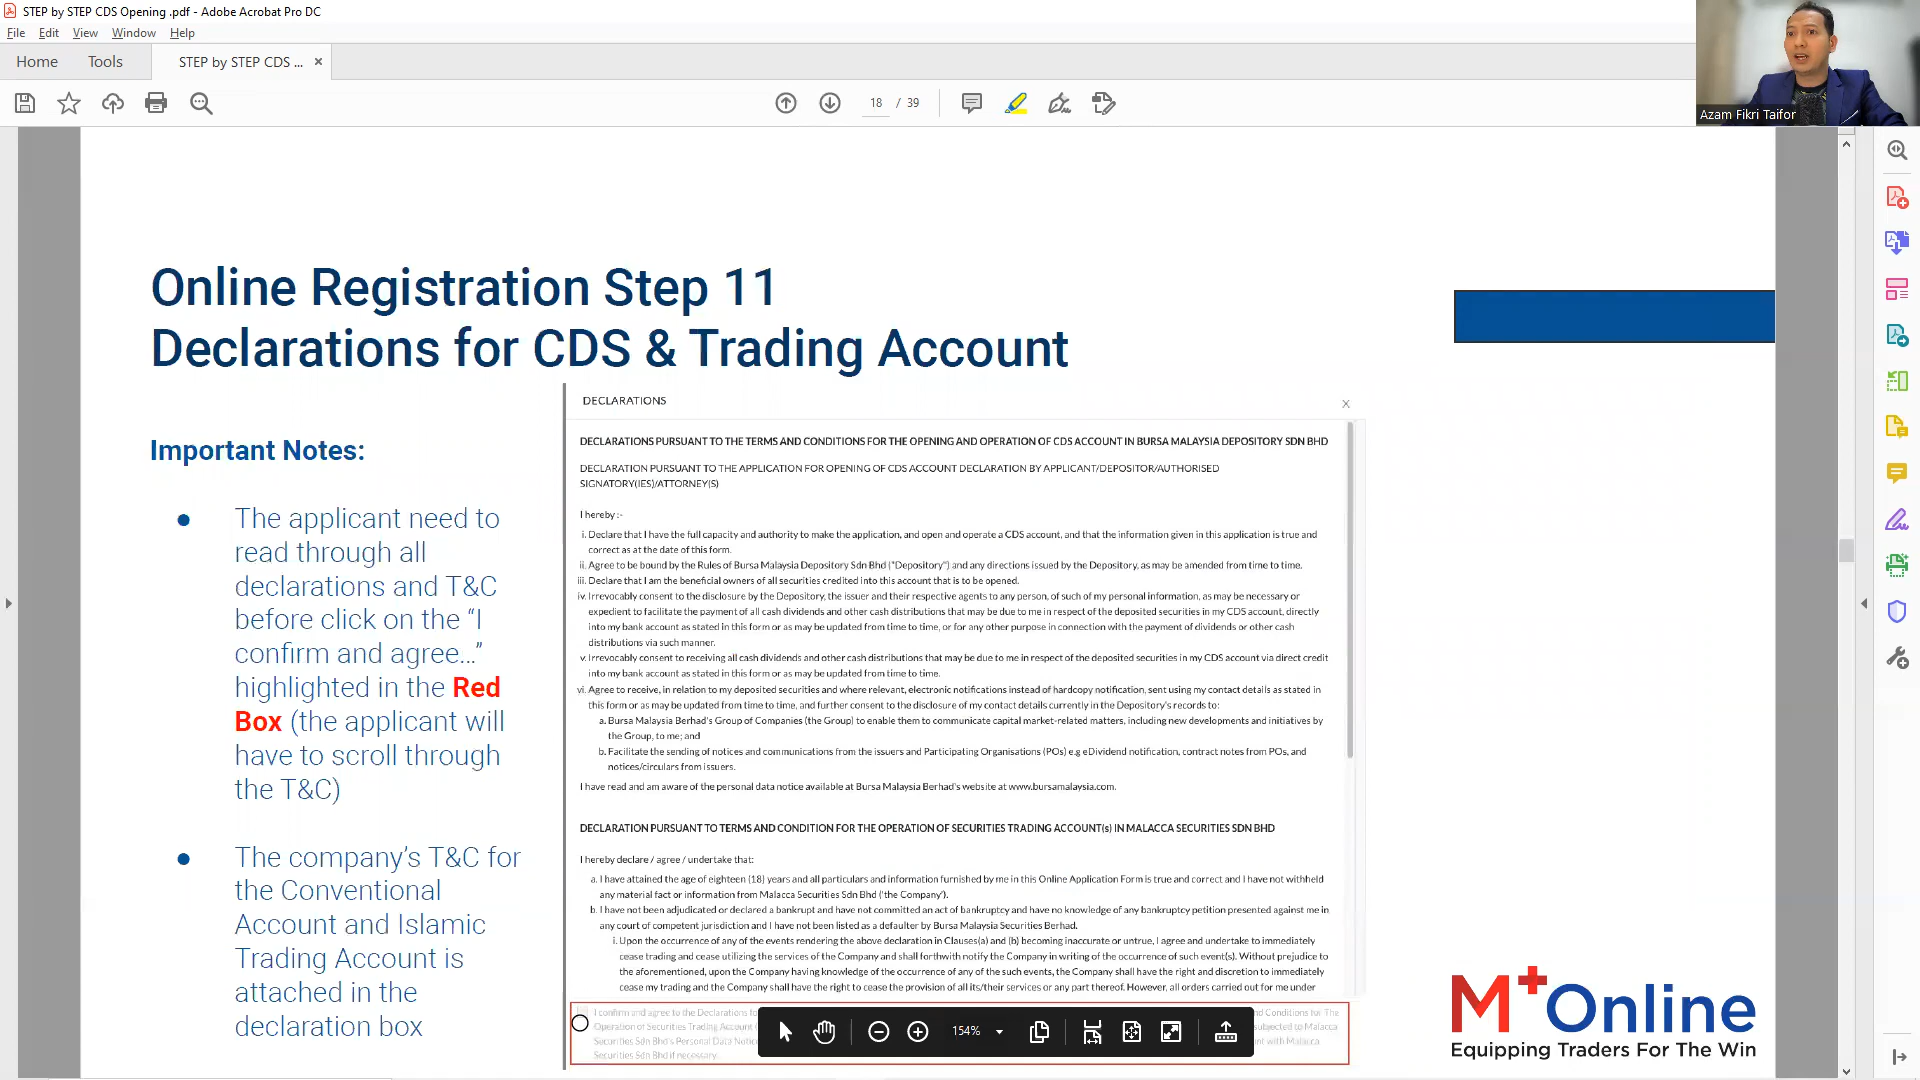 STEP by STEP CDS Opening .pdf - Adobe Acrobat Pro DC
File Edit View Window Help
Home Tools STEP by STEP CDS ... ×
18 / 39
Azam Fikri Taifor
Online Registration Step 11
Declarations for CDS & Trading Account
Important Notes:
● The applicant need to
read through all
declarations and T&C
before click on the “I
confirm and agree...”
highlighted in the Red
Box (the applicant will
have to scroll through
the T&C)
● The company’s T&C for
the Conventional
Account and Islamic
Trading Account is
attached in the
declaration box
DECLARATIONS
x
DECLARATIONS PURSUANT TO THE TERMS AND CONDITIONS FOR THE OPENING AND OPERATION OF CDS ACCOUNT IN BURSA MALAYSIA DEPOSITORY SDN BHD
DECLARATION PURSUANT TO THE APPLICATION FOR OPENING OF CDS ACCOUNT DECLARATION BY APPLICANT/DEPOSITOR/AUTHORISED
SIGNATORY(IES)/ATTORNEY(S)
I hereby :-
i. Declare that I have the full capacity and authority to make the application, and open and operate a CDS account, and that the information given in this application is true and
correct as at the date of this form.
ii. Agree to be bound by the Rules of Bursa Malaysia Depository Sdn Bhd ("Depository") and any directions issued by the Depository, as may be amended from time to time.
iii. Declare that I am the beneficial owners of all securities credited into this account that is to be opened.
iv. Irrevocably consent to the disclosure by the Depository, the issuer and their respective agents to any person, of such of my personal information, as may be necessary or
expedient to facilitate the payment of all cash dividends and other cash distributions that may be due to me in respect of the deposited securities in my CDS account, directly
into my bank account as stated in this form or as may be updated from time to time, or for any other purpose in connection with the payment of dividends or other cash
distributions via such manner.
v. Irrevocably consent to receiving all cash dividends and other cash distributions that may be due to me in respect of the deposited securities in my CDS account via direct credit
into my bank account as stated in this form or as may be updated from time to time.
vi. Agree to receive, in relation to my deposited securities and where relevant, electronic notifications instead of hardcopy notification, sent using my contact details as stated in
this form or as may be updated from time to time, and further consent to the disclosure of my contact details currently in the Depository's records to:
a. Bursa Malaysia Berhad's Group of Companies (the Group) to enable them to communicate capital market-related matters, including new developments and initiatives by
the Group, to me; and
b. Facilitate the sending of notices and communications from the issuers and Participating Organisations (POs) e.g eDividend notification, contract notes from POs, and
notices/circulars from issuers.
I have read and am aware of the personal data notice available at Bursa Malaysia Berhad's website at www.bursamalaysia.com.
DECLARATION PURSUANT TO TERMS AND CONDITION FOR THE OPERATION OF SECURITIES TRADING ACCOUNT(s) IN MALACCA SECURITIES SDN BHD
I hereby declare / agree / undertake that:
a. I have attained the age of eighteen (18) years and all particulars and information furnished by me in this Online Application Form is true and correct and I have not withheld
any material fact or information from Malacca Securities Sdn Bhd ('the Company').
b. I have not been adjudicated or declared a bankrupt and have not committed an act of bankruptcy and have no knowledge of any bankruptcy petition presented against me in
any court of competent jurisdiction and I have not been listed as a defaulter by Bursa Malaysia Securities Berhad.
i. Upon the occurrence of any of the events rendering the above declaration in Clauses(a) and (b) becoming inaccurate or untrue, I agree and undertake to immediately
cease trading and cease utilizing the services of the Company and shall forthwith notify the Company in writing of the occurrence of such event(s). Without prejudice to
the aforementioned, upon the Company having knowledge of the occurrence of any of the such events, the Company shall have the right and discretion to immediately
cease my trading and the Company shall have the right to cease the provision of all its/their services or any part thereof. However, all orders carried out for me under
I confirm and agree to the Declarations fo nd Conditions for The
Operation of Securities Trading Account subjected to Malacca
Securities Sdn Bhd's Personal Data Notic nt with Malacca
Securities Sdn Bhd if necessary.
154%
M+Online
Equipping Traders For The Win